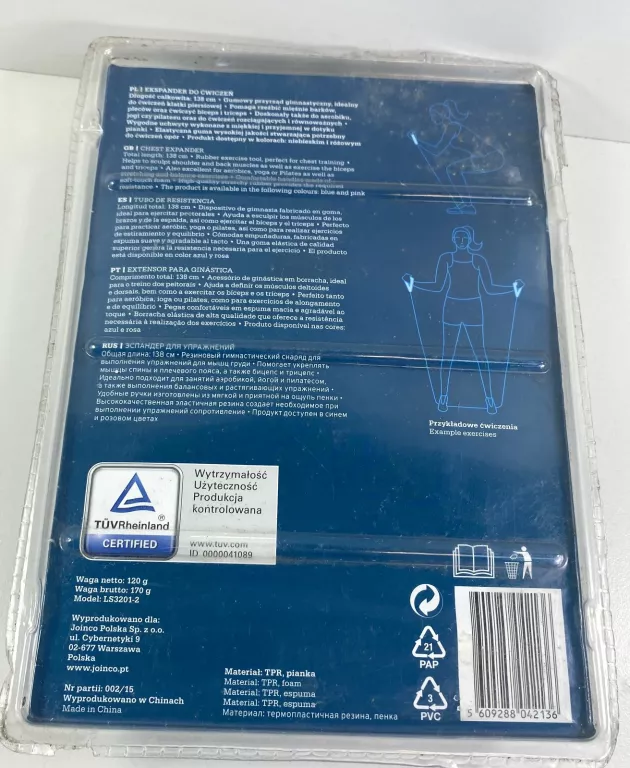 PL | EKSPANDER DO ĆWICZEŃ
Długość całkowita: 138 cm • Gumowy przyrząd gimnastyczny, idealny
do ćwiczeń klatki piersiowej • Pomaga rzeźbić mięśnie barków,
pleców oraz ćwiczyć biceps i triceps • Doskonały także do aerobiku,
jogi czy pilatesu oraz do ćwiczeń rozciągających i równoważnych •
Wygodne uchwyty wykonane z miękkiej i przyjemnej w dotyku
pianki • Elastyczna guma wysokiej jakości stwarzająca potrzebny
do ćwiczeń opór • Produkt dostępny w kolorach: niebieskim i różowym
GB | CHEST EXPANDER
Total length: 138 cm • Rubber exercise tool, perfect for chest training •
Helps to sculpt shoulder and back muscles as well as exercise the biceps
and triceps • Also excellent for aerobics, yoga or Pilates as well as
stretching and balance exercises • Comfortable handles made of
soft-touch foam • High-quality stretchy rubber provides the required
resistance • The product is available in the following colours: blue and pink
ES | TUBO DE RESISTENCIA
Longitud total: 138 cm • Dispositivo de gimnasia fabricado en goma,
ideal para ejercitar pectorales • Ayuda a esculpir los músculos de los
brazos y de la espalda, así como ejercitar el bíceps y el tríceps • Perfecto
para practicar aeróbic, yoga o pilates, así como para realizar ejercicios
de estiramiento y equilibrio • Cómodas empuñaduras, fabricadas en
espuma suave y agradable al tacto • Una goma elástica de calidad
superior genera la resistencia necesaria para el ejercicio • El producto
está disponible en color azul y rosa
PT | EXTENSOR PARA GINÁSTICA
Comprimento total: 138 cm • Acessório de ginástica em borracha, ideal
para o treino dos peitorais • Ajuda a definir os músculos deltoides
e dorsais, bem como a exercitar os bíceps e os tríceps • Perfeito tanto
para aeróbica, ioga ou pilates, como para exercícios de alongamento
e de equilíbrio • Pegas confortáveis em espuma macia e agradável ao
toque • Borracha elástica de alta qualidade que oferece a resistência
necessária à realização dos exercícios • Produto disponível nas cores:
azul e rosa
RUS | ЭСПАНДЕР ДЛЯ УПРАЖНЕНИЙ
Общая длина: 138 см • Резиновый гимнастический снаряд для
выполнения упражнений для мышц груди • Помогает укреплять
мышцы спины и плечевого пояса, а также бицепс и трицепс •
Идеально подходит для занятий аэробикой, йогой и пилатесом,
а также выполнения балансовых и растягивающих упражнений •
Удобные ручки изготовлены из мягкой и приятной на ощупь пенки •
Высококачественная эластичная резина создает необходимое при
выполнении упражнений сопротивление • Продукт доступен в синем
и розовом цветах
Przykładowe ćwiczenia
Example exercises
TÜVRheinland ®
CERTIFIED
Wytrzymałość
Użyteczność
Produkcja
kontrolowana
www.tuv.com
ID 0000041089
Waga netto: 120 g
Waga brutto: 170 g
Model: LS3201-2
Wyprodukowano dla:
Joinco Polska Sp. z o.o.
ul. Cybernetyki 9
02-677 Warszawa
Polska
www.joinco.pt
Nr partii: 002/15
Wyprodukowano w Chinach
Made in China
Material: TPR, pianka
Material: TPR, foam
Material: TPR, espuma
Material: TPR, espuma
Материал: термопластичная резина, пенка
21
PAP
3
PVC
5 609288 042136